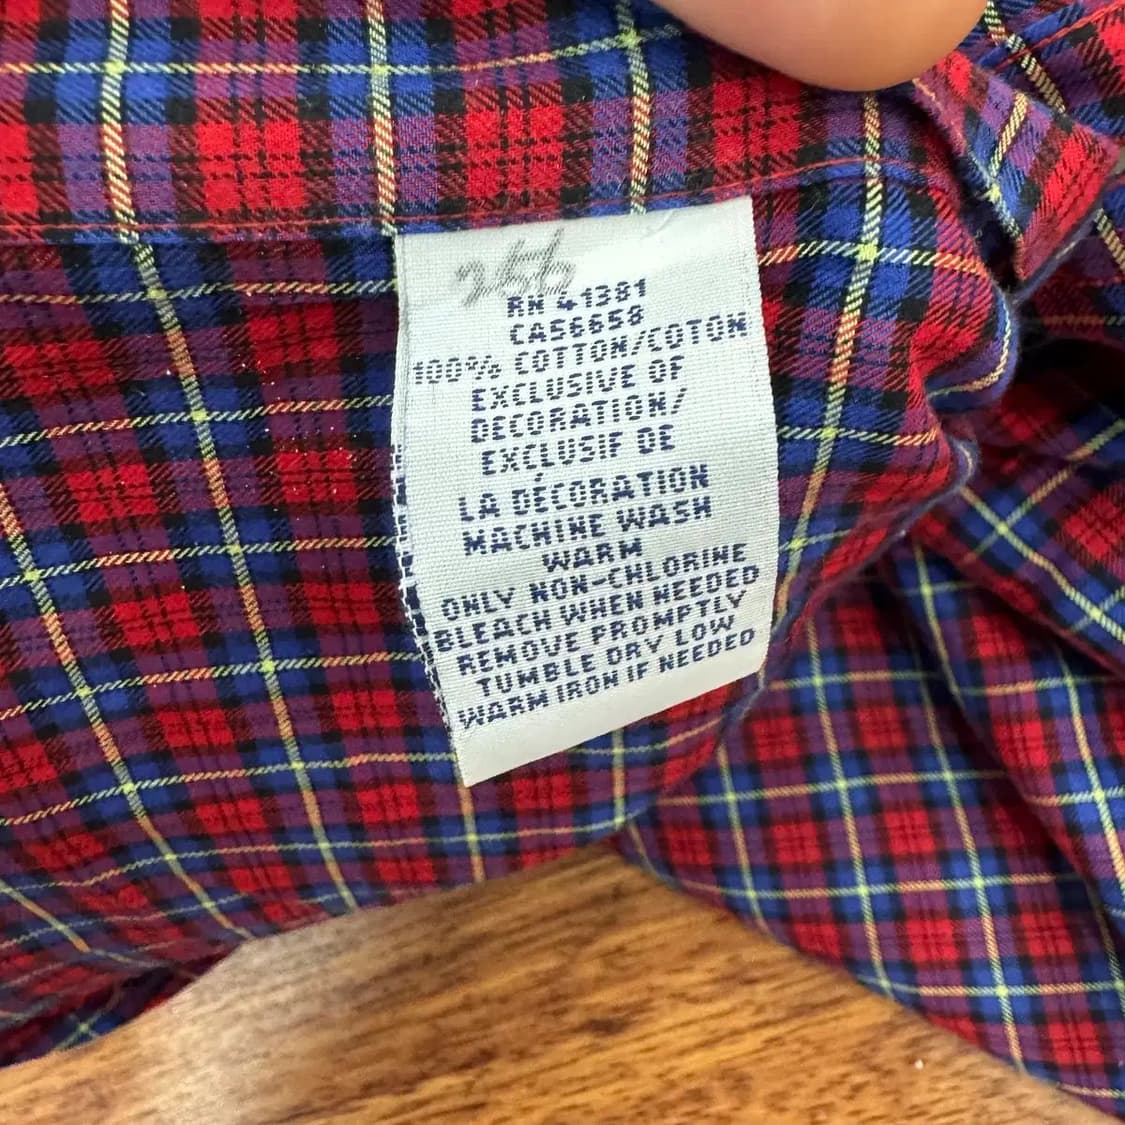 256
RN 41381
CA56658
100% COTTON/COTON
EXCLUSIVE OF
DECORATION/
EXCLUSIF DE
LA DÉCORATION
MACHINE WASH
WARM
ONLY NON-CHLORINE
BLEACH WHEN NEEDED
REMOVE PROMPTLY
TUMBLE DRY LOW
WARM IRON IF NEEDED